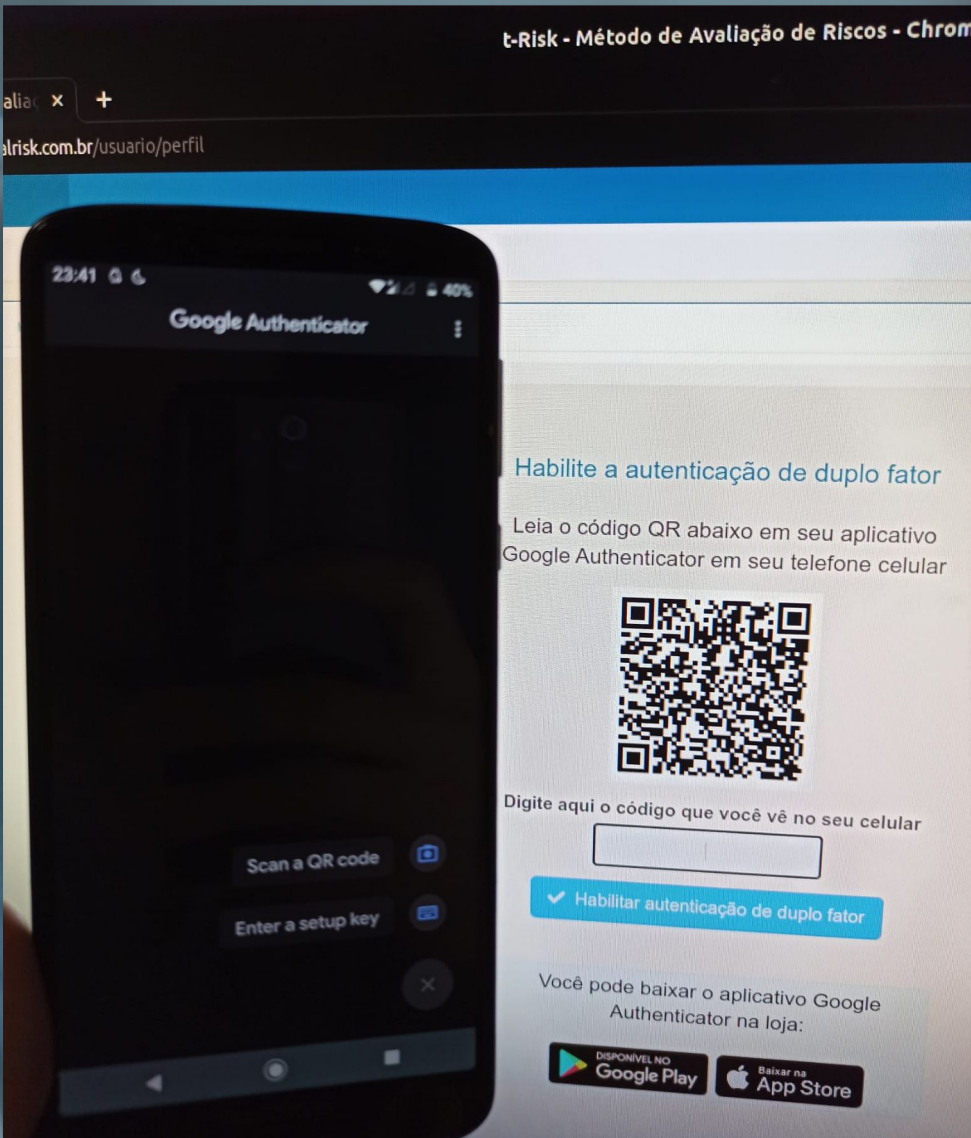 t-Risk - Método de Avaliação de Riscos - Chrom
aliaç × +
alrisk.com.br/usuario/perfil
23:41
40%
Google Authenticator
Scan a QR code
Enter a setup key
Habilite a autenticação de duplo fator
Leia o código QR abaixo em seu aplicativo
Google Authenticator em seu telefone celular
Digite aqui o código que você vê no seu celular
Habilitar autenticação de duplo fator
Você pode baixar o aplicativo Google
Authenticator na loja:
DISPONÍVEL NO
Google Play
Baixar na
App Store